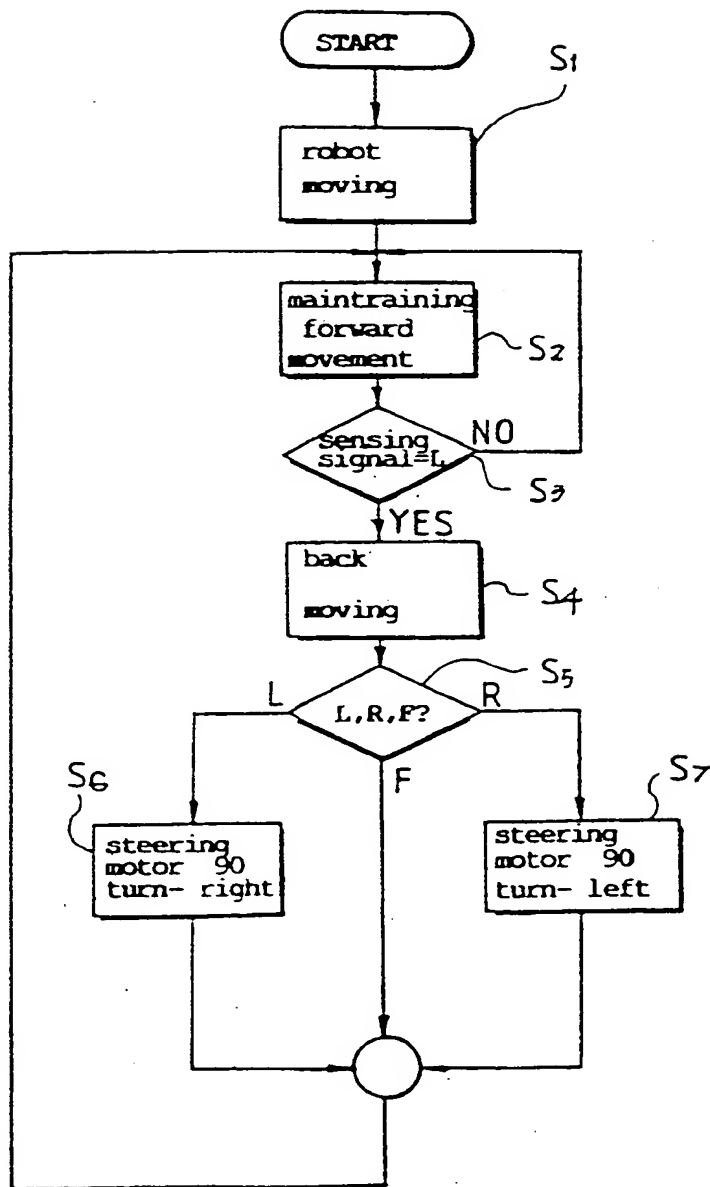 START
S1
robot
moving
maintraining
forward
movement
S2
sensing
signal=L
NO
S3
YES
back
moving
S4
S5
L
L,R,F?
R
F
S6
steering
motor 90
turn- right
S7
steering
motor 90
turn- left